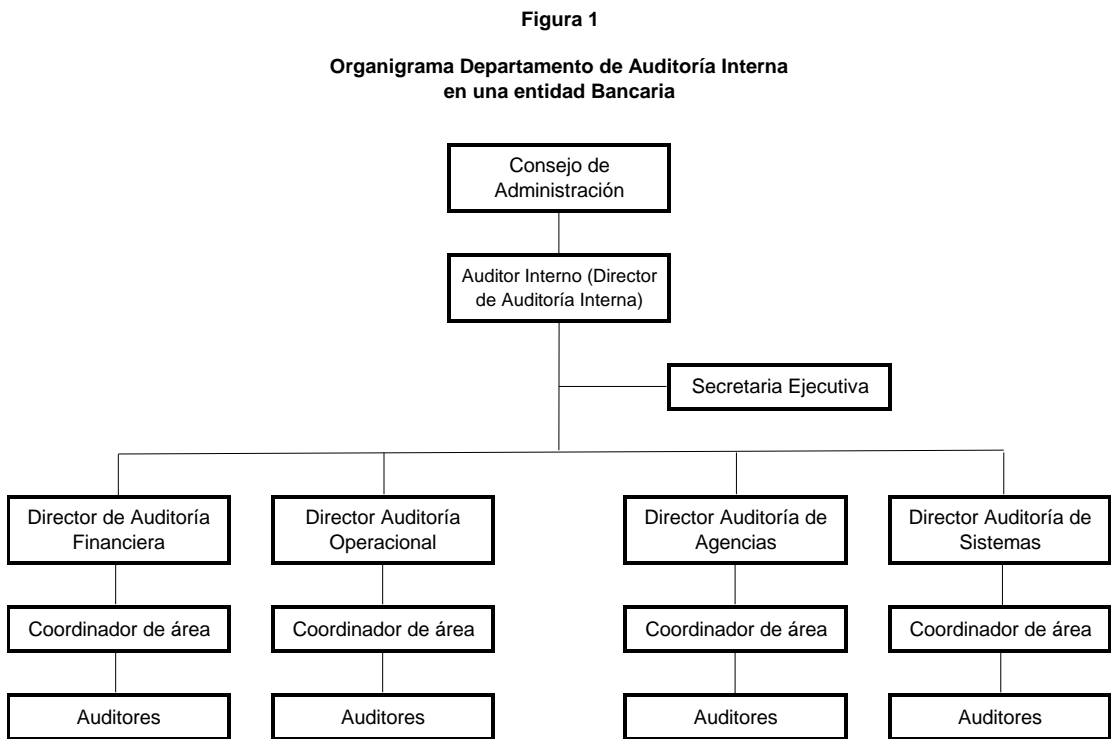 Figura 1
Organigrama Departamento de Auditoría Interna
en una entidad Bancaria
Consejo de
Administración
Auditor Interno (Director
de Auditoría Interna)
Secretaria Ejecutiva
Director de Auditoría
Financiera
Director Auditoría
Operacional
Director Auditoría de
Agencias
Director Auditoría de
Sistemas
Coordinador de área
Coordinador de área
Coordinador de área
Coordinador de área
Auditores
Auditores
Auditores
Auditores